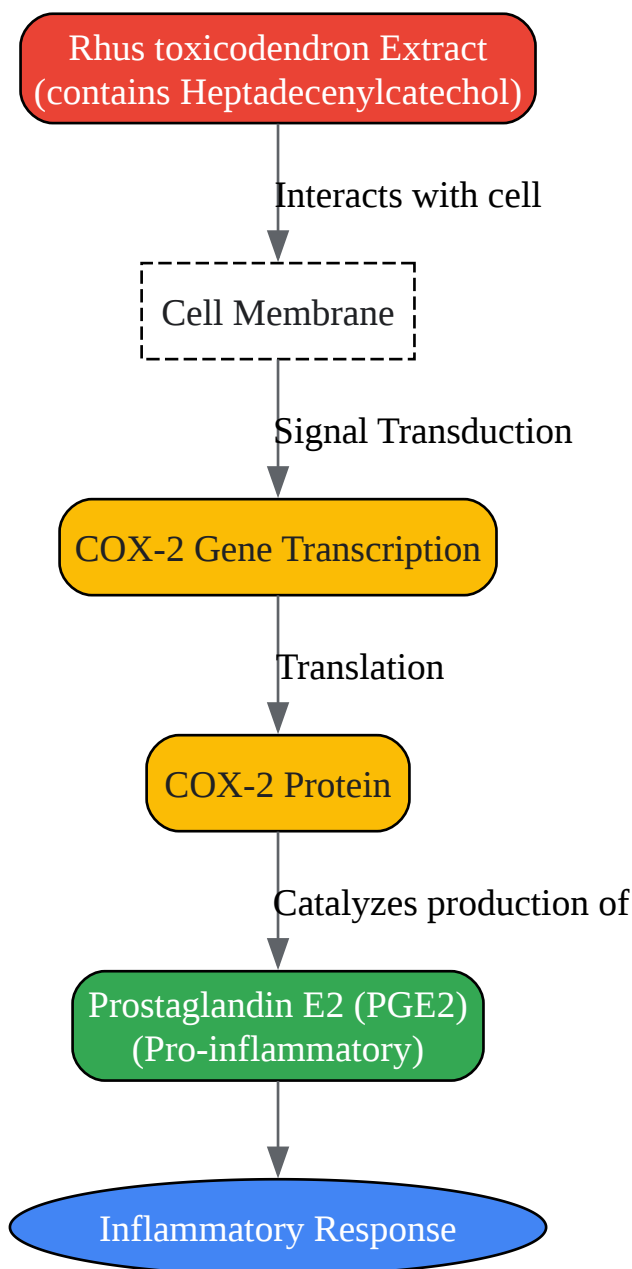 Rhus toxicodendron Extract
(contains Heptadecenylcatechol)
Interacts with cell
Cell Membrane
Signal Transduction
COX-2 Gene Transcription
Translation
COX-2 Protein
Catalyzes production of
Prostaglandin E2 (PGE2)
(Pro-inflammatory)
Inflammatory Response